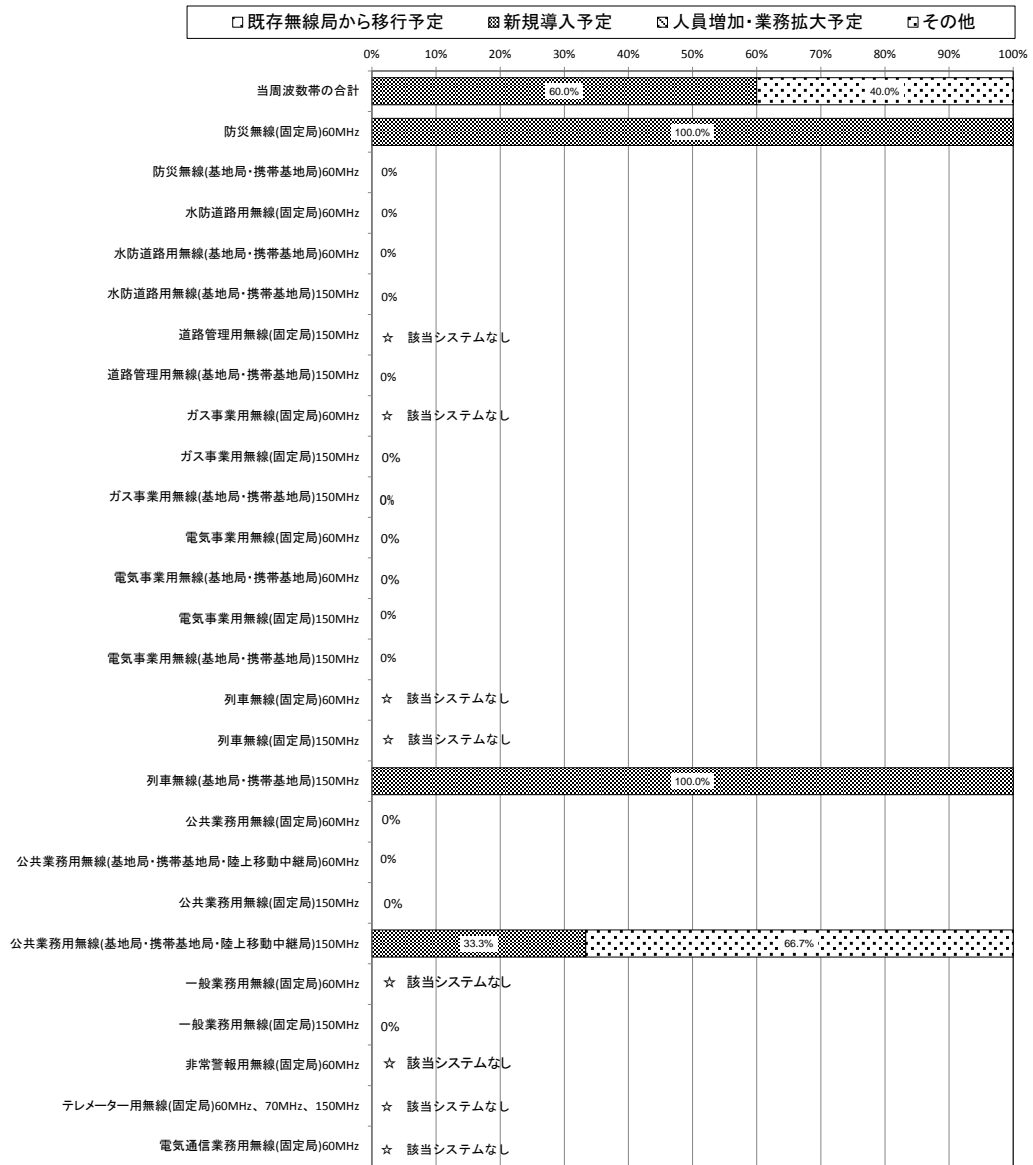 既存無線局から移行予定 新規導入予定 人員増加・業務拡大予定 その他
0% 10% 20% 30% 40% 50% 60% 70% 80% 90% 100%
当周波数帯の合計 60.0% 40.0%
防災無線(固定局)60MHz 100.0%
防災無線(基地局・携帯基地局)60MHz 0%
水防道路用無線(固定局)60MHz 0%
水防道路用無線(基地局・携帯基地局)60MHz 0%
水防道路用無線(基地局・携帯基地局)150MHz 0%
道路管理用無線(固定局)150MHz ☆ 該当システムなし
道路管理用無線(基地局・携帯基地局)150MHz 0%
ガス事業用無線(固定局)60MHz ☆ 該当システムなし
ガス事業用無線(固定局)150MHz 0%
ガス事業用無線(基地局・携帯基地局)150MHz 0%
電気事業用無線(固定局)60MHz 0%
電気事業用無線(基地局・携帯基地局)60MHz 0%
電気事業用無線(固定局)150MHz 0%
電気事業用無線(基地局・携帯基地局)150MHz 0%
列車無線(固定局)60MHz ☆ 該当システムなし
列車無線(固定局)150MHz ☆ 該当システムなし
列車無線(基地局・携帯基地局)150MHz 100.0%
公共業務用無線(固定局)60MHz 0%
公共業務用無線(基地局・携帯基地局・陸上移動中継局)60MHz 0%
公共業務用無線(固定局)150MHz 0%
公共業務用無線(基地局・携帯基地局・陸上移動中継局)150MHz 33.3% 66.7%
一般業務用無線(固定局)60MHz ☆ 該当システムなし
一般業務用無線(固定局)150MHz 0%
非常警報用無線(固定局)60MHz ☆ 該当システムなし
テレメーター用無線(固定局)60MHz、70MHz、150MHz ☆ 該当システムなし
電気通信業務用無線(固定局)60MHz ☆ 該当システムなし